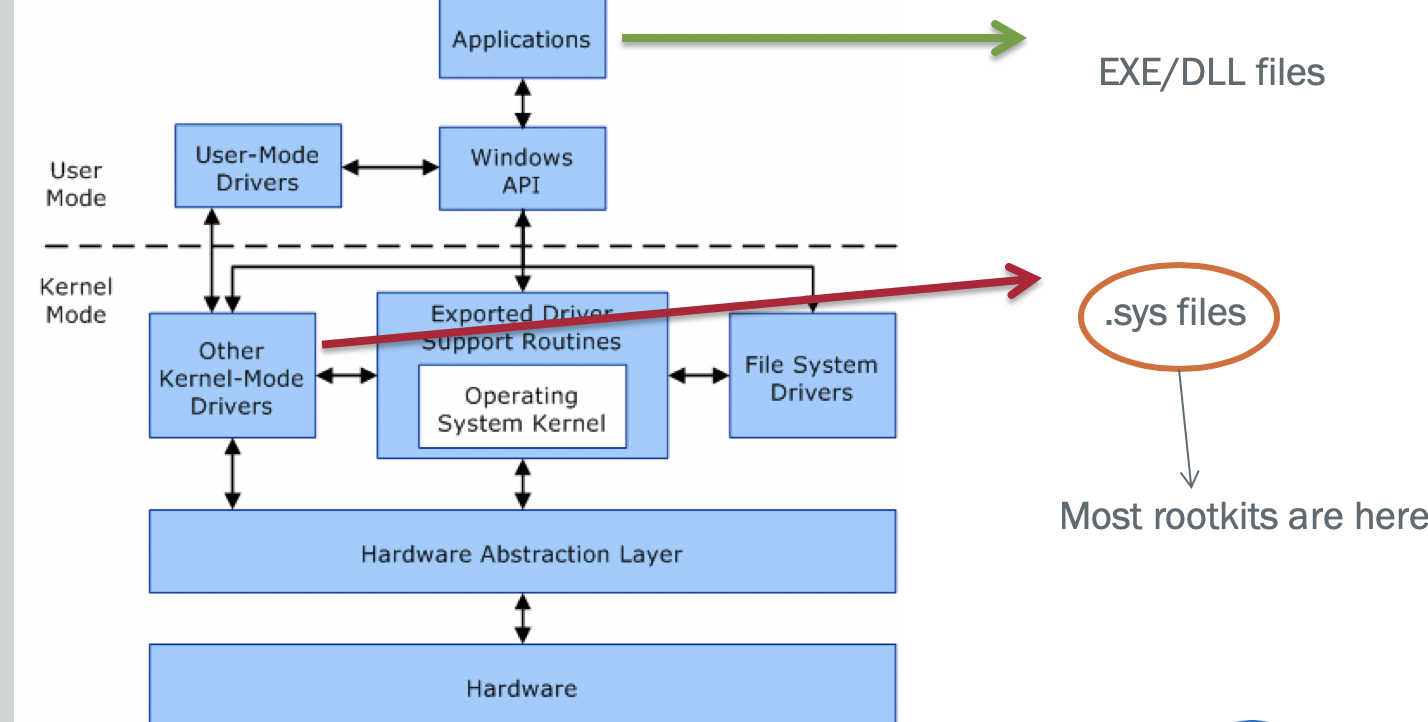 Applications
EXE/DLL files
User-Mode
Drivers
Windows
API
User
Mode
Kernel
Mode
Exported Driver
Support Routines
.sys files
Other
Kernel-Mode
Drivers
Operating
System Kernel
File System
Drivers
Most rootkits are here
Hardware Abstraction Layer
Hardware